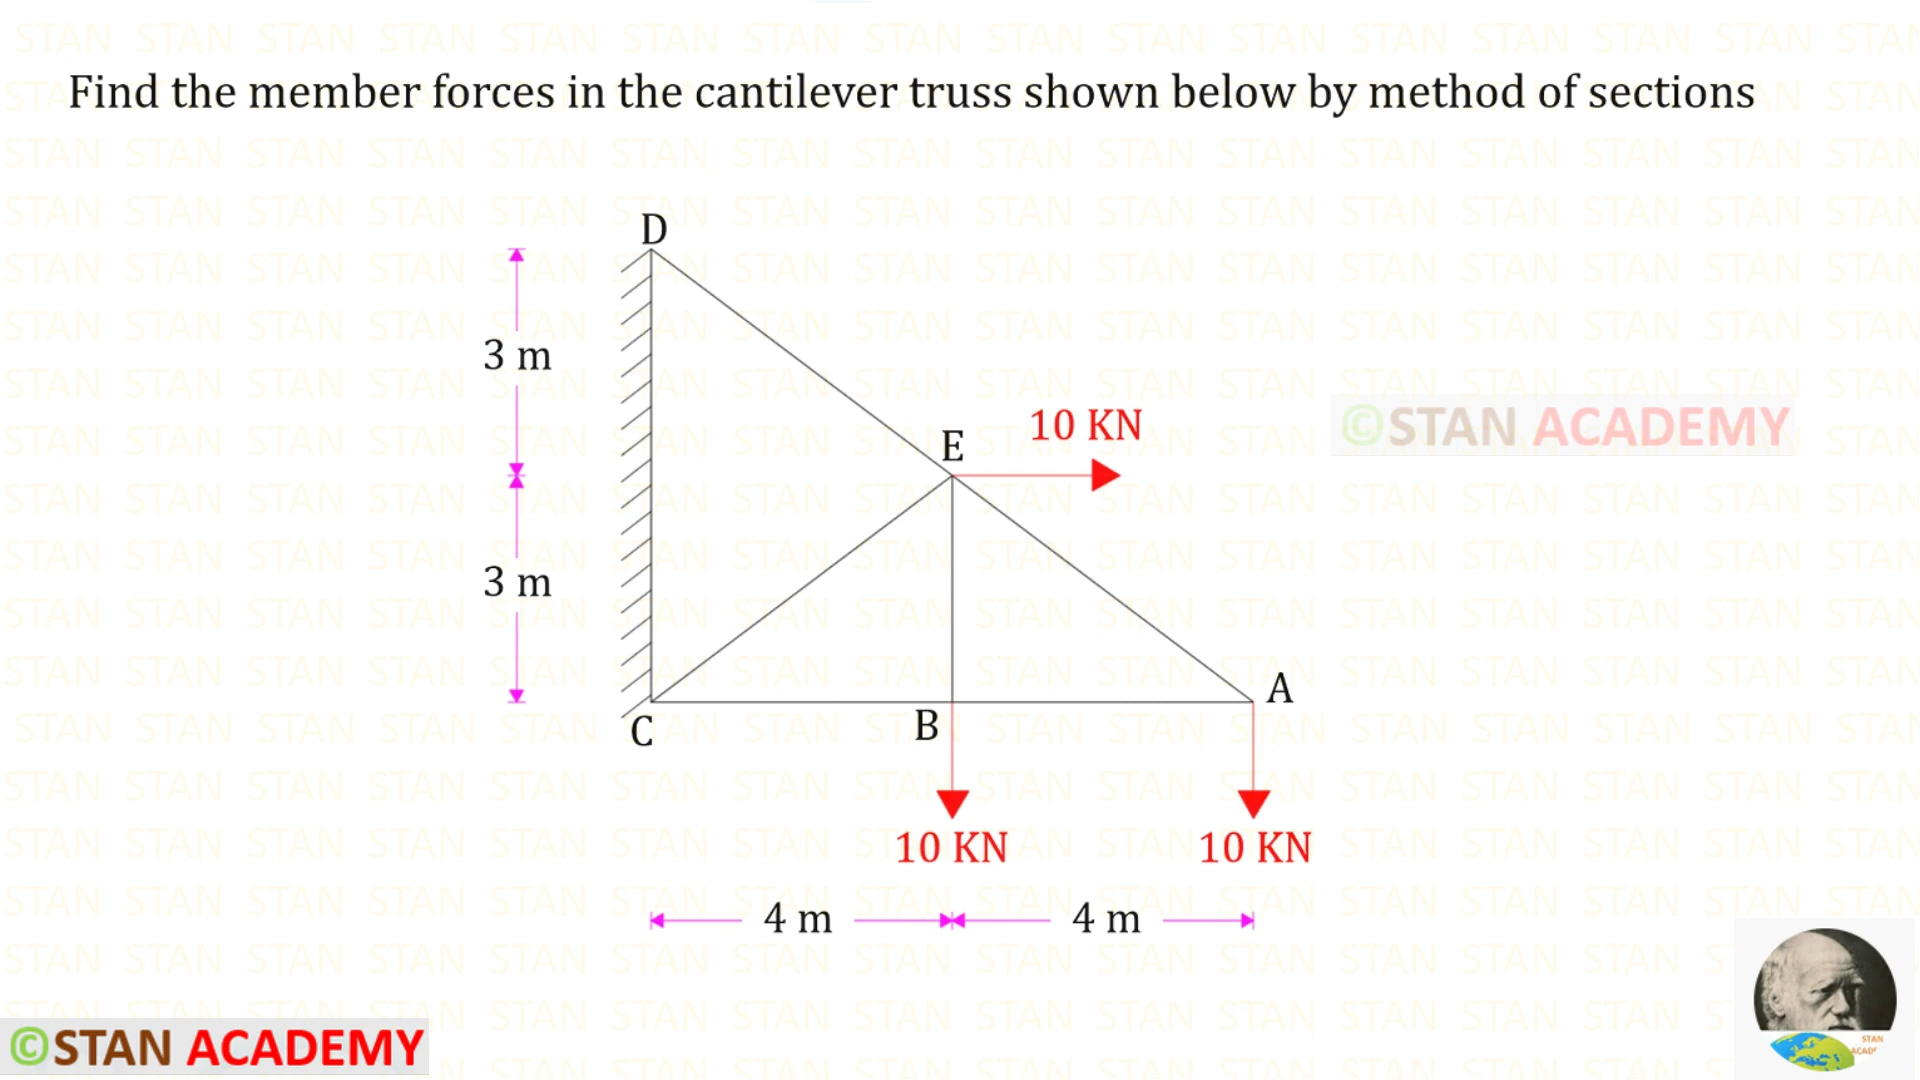 Find the member forces in the cantilever truss shown below by method of sections
D
3 m
10 KN
E
©STAN ACADEMY
3 m
A
C
B
10 KN
10 KN
4 m
4 m
©STAN ACADEMY
STAN